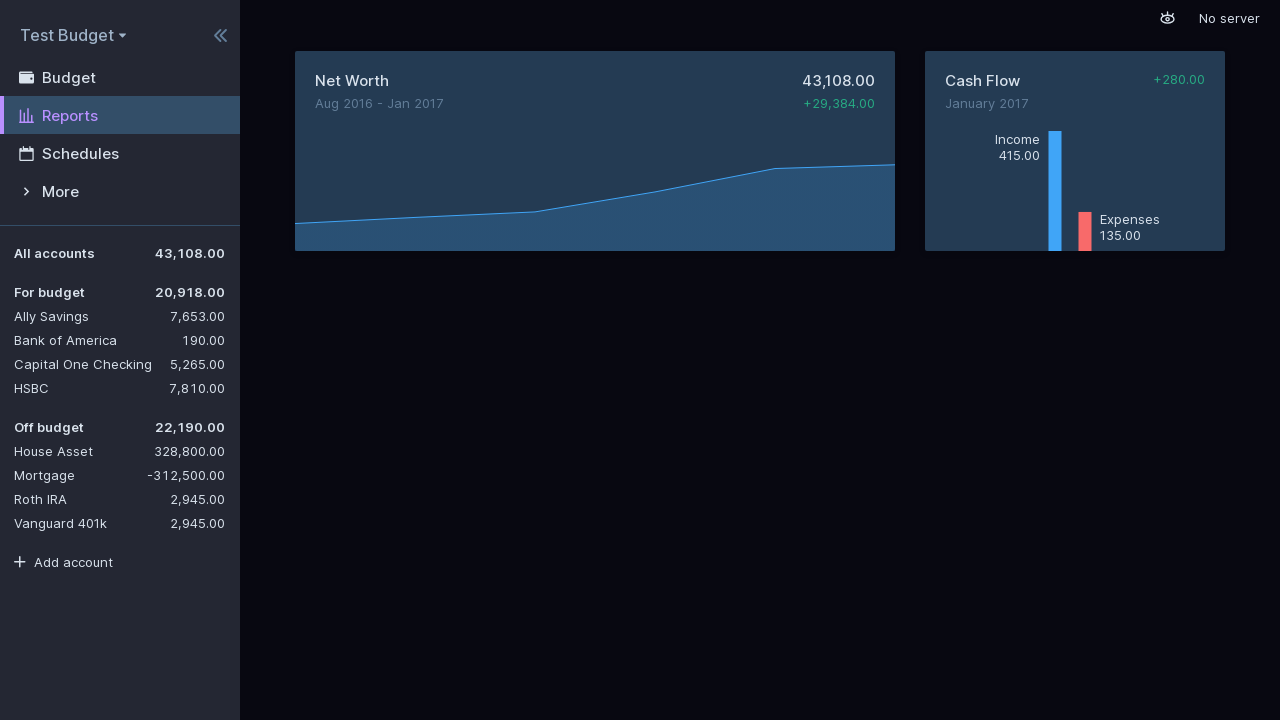 Test Budget
Budget
Reports
Schedules
More
All accounts 43,108.00
For budget 20,918.00
Ally Savings 7,653.00
Bank of America 190.00
Capital One Checking 5,265.00
HSBC 7,810.00
Off budget 22,190.00
House Asset 328,800.00
Mortgage -312,500.00
Roth IRA 2,945.00
Vanguard 401k 2,945.00
Add account
No server
Net Worth 43,108.00
Aug 2016 - Jan 2017 +29,384.00
Cash Flow +280.00
January 2017
Income
415.00
Expenses
135.00